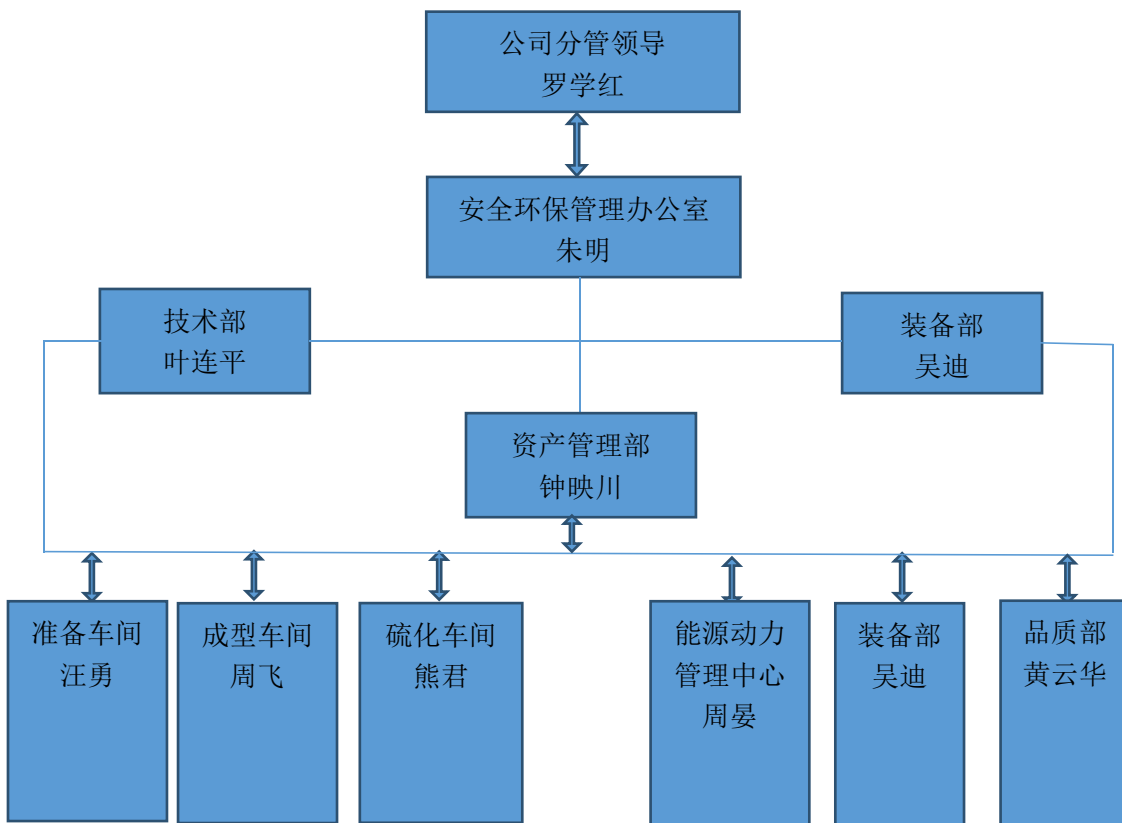 公司分管领导
罗学红
安全环保管理办公室
朱明
技术部
叶连平
装备部
吴迪
资产管理部
钟映川
准备车间
汪勇
成型车间
周飞
硫化车间
熊君
能源动力
管理中心
周晏
装备部
吴迪
品质部
黄云华